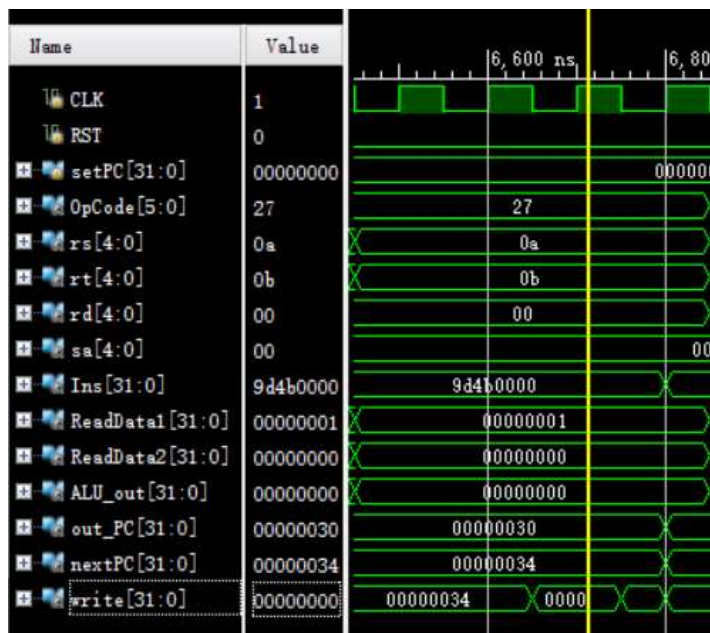 Name Value
6,600 ns 6,80
CLK 1
RST 0
setPC[31:0] 00000000 00000
OpCode[5:0] 27 27
rs[4:0] 0a 0a
rt[4:0] 0b 0b
rd[4:0] 00 00
sa[4:0] 00 00
Ins[31:0] 9d4b0000 9d4b0000
ReadData1[31:0] 00000001 00000001
ReadData2[31:0] 00000000 00000000
ALU_out[31:0] 00000000 00000000
out_PC[31:0] 00000030 00000030
nextPC[31:0] 00000034 00000034
write[31:0] 00000000 00000034 0000